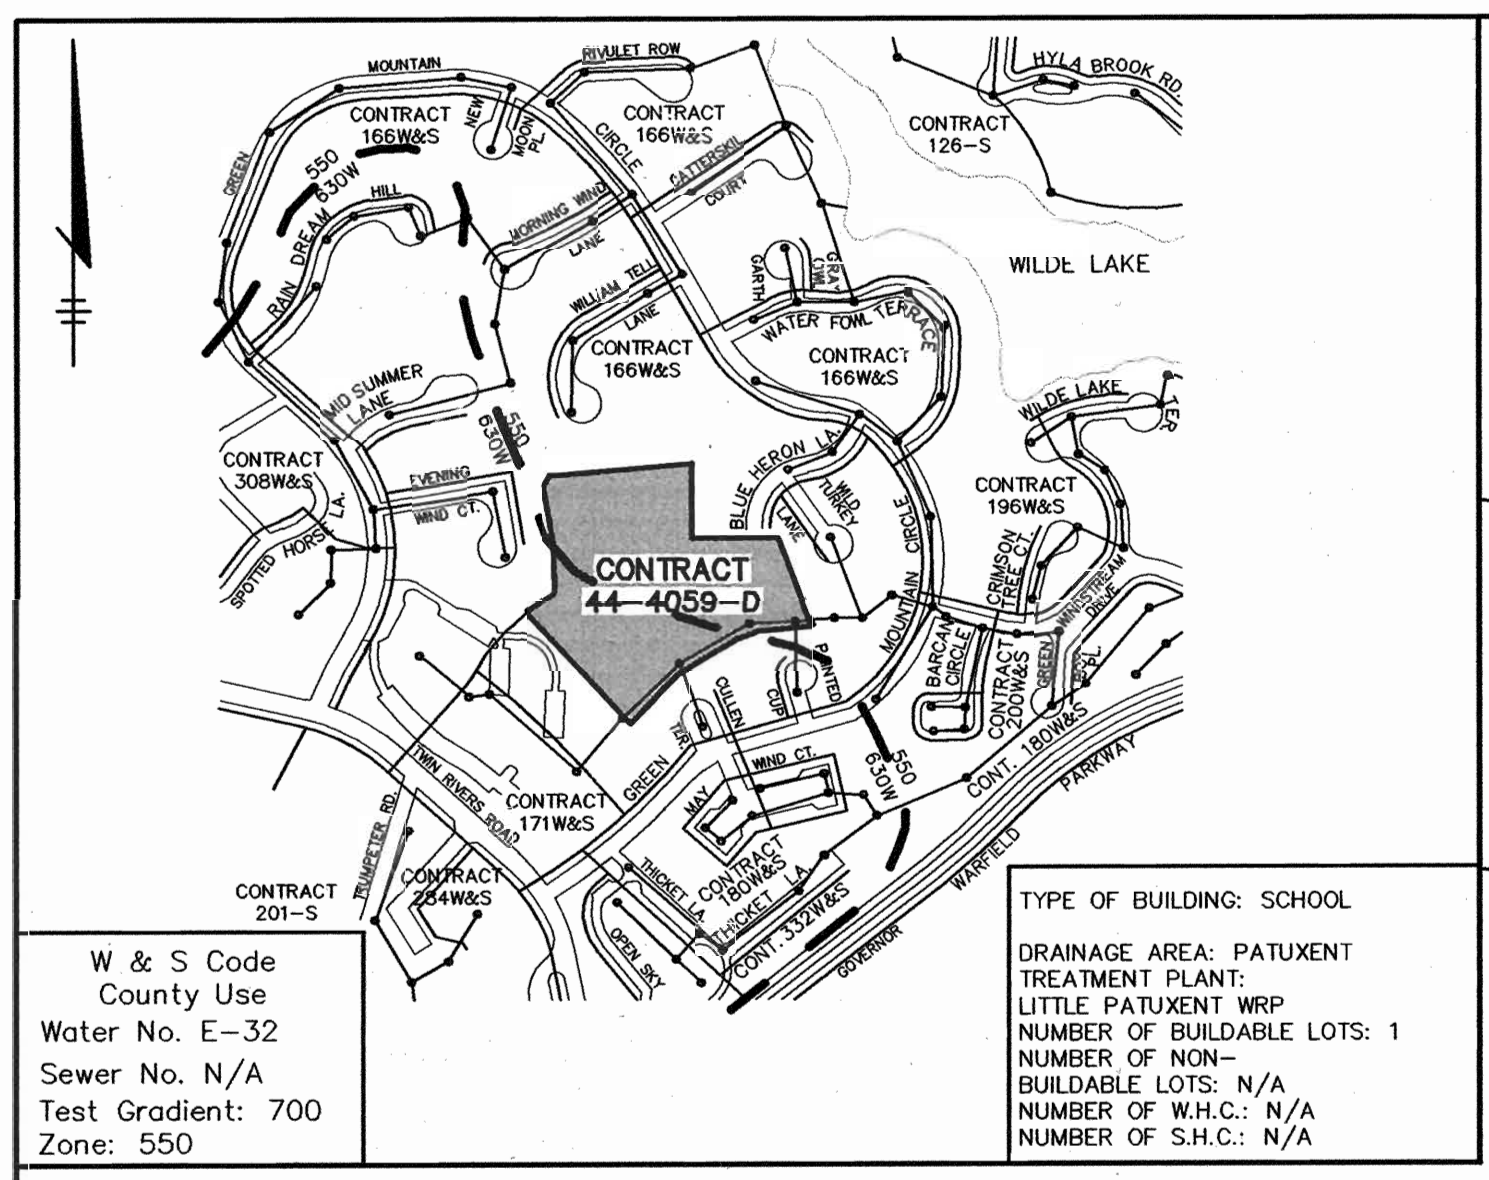 MOUNTAIN
RIVULET ROW
HYLA BROOK RD.
CONTRACT
166W&S
NEW
MOON
PL.
CIRCLE
CONTRACT
166W&S
CONTRACT
126-S
GREEN
550
630W
HILL
RAIN DREAM
CATTERSKILL
COURT
MORNING WIND
LANE
WILDE LAKE
WILLIAM TELL
LANE
GARTH
GRAY
OWL
WATER FOWL TERRACE
CONTRACT
166W&S
CONTRACT
166W&S
MID SUMMER
LANE
WILDE LAKE
TER.
550
630W
CONTRACT
308W&S
EVENING
WIND CT.
BLUE HERON LA.
WILD
TURKEY
LANE
CONTRACT
196W&S
SPOTTED HORSE LA.
CONTRACT
44-4059-D
MOUNTAIN CIRCLE
CRIMSON
TREE CT.
WINDSTREAM
DRIVE
BARCAN
CIRCLE
CONTRACT
200W&S
GREEN
PL.
PAINTED
CUP
CULLEN
TER.
GREEN
WIND CT.
MAY
550
630W
CONT. 180W&S
PARKWAY
TWIN RIVERS ROAD
CONTRACT
171W&S
TRUMPETER RD.
CONTRACT
284W&S
CONTRACT
201-S
THICKET LA.
CONTRACT
180W&S
THICKET LA.
CONT. 332W&S
OPEN SKY
WARFIELD
GOVERNOR
W & S Code
County Use
Water No. E-32
Sewer No. N/A
Test Gradient: 700
Zone: 550
TYPE OF BUILDING: SCHOOL
DRAINAGE AREA: PATUXENT
TREATMENT PLANT:
LITTLE PATUXENT WRP
NUMBER OF BUILDABLE LOTS: 1
NUMBER OF NON-
BUILDABLE LOTS: N/A
NUMBER OF W.H.C.: N/A
NUMBER OF S.H.C.: N/A